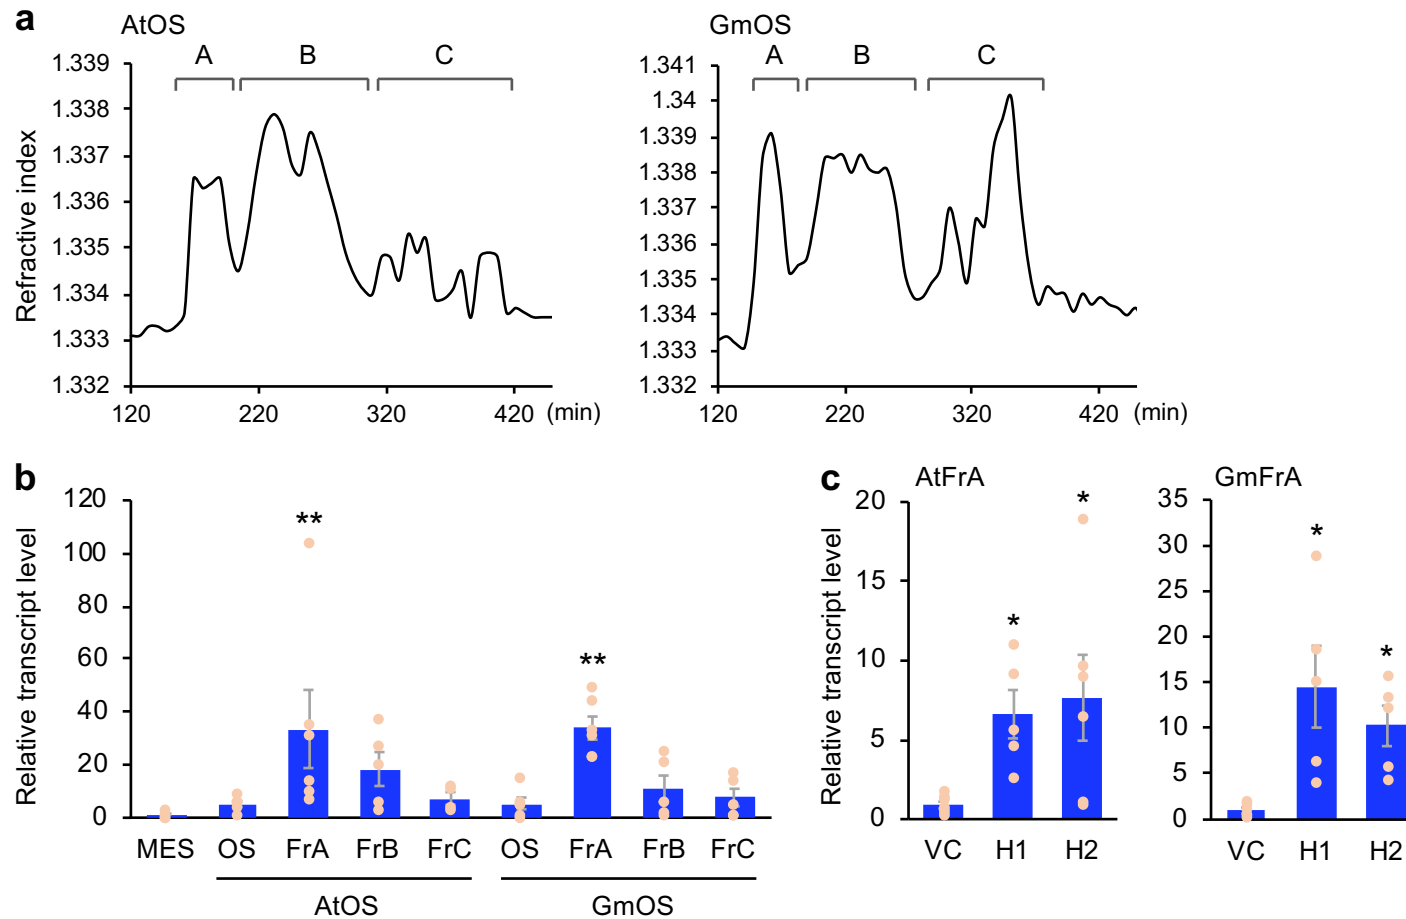 a
AtOS
A B C
1.339
1.338
1.337
1.336
1.335
1.334
1.333
1.332
Refractive index
120 220 320 420 (min)
GmOS
A B C
1.341
1.34
1.339
1.338
1.337
1.336
1.335
1.334
1.333
1.332
120 220 320 420 (min)
b
120
100
80
60
40
20
0
Relative transcript level
** **
MES OS FrA FrB FrC OS FrA FrB FrC
AtOS GmOS
c
AtFrA
20
15
10
5
0
Relative transcript level
* *
VC H1 H2
GmFrA
35
30
25
20
15
10
5
0
* *
VC H1 H2